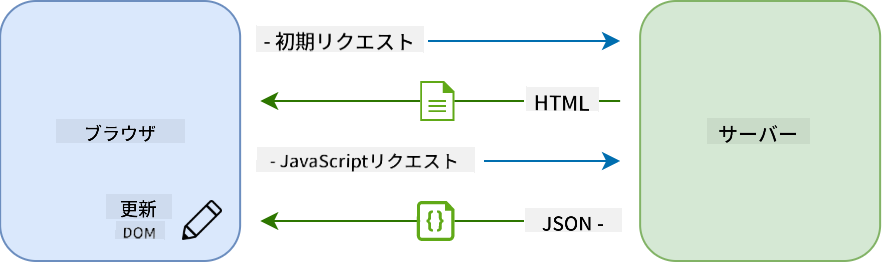 - 初期リクエスト
HTML
ブラウザ
サーバー
- JavaScriptリクエスト
更新
DOM
JSON -